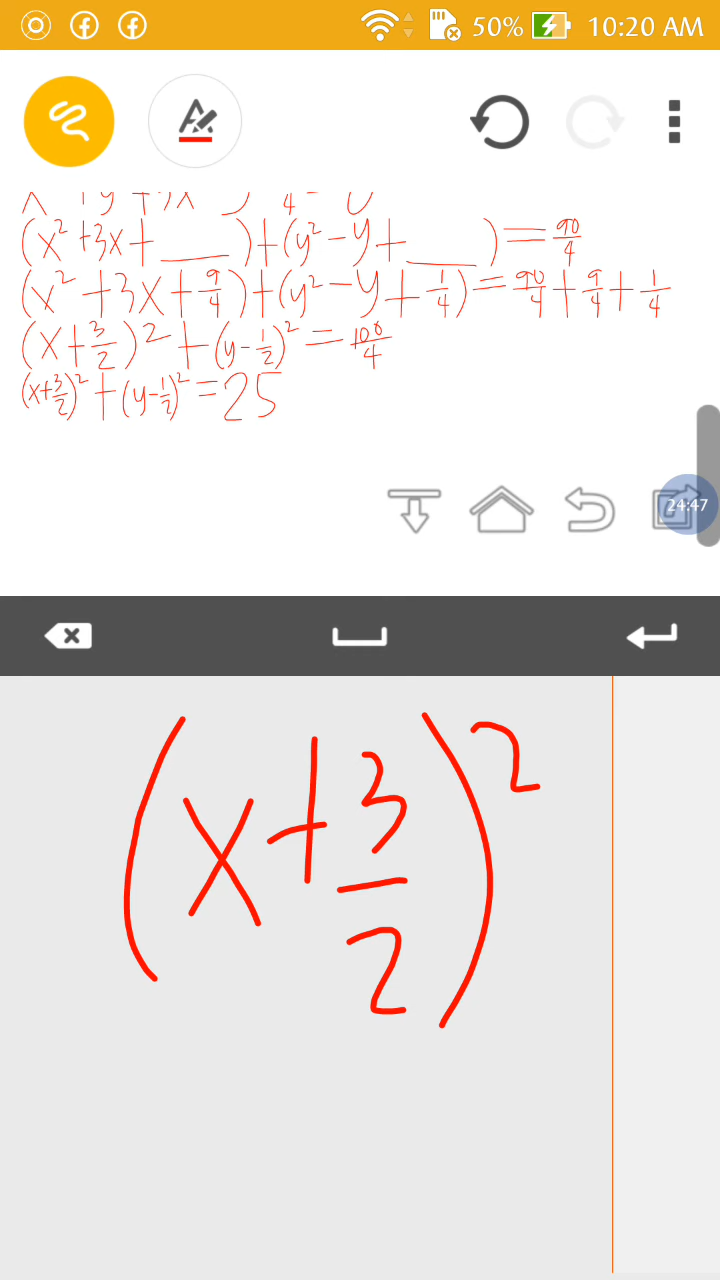 50% 10:20 AM
(x² + 3x + ___) + (y² - y + ___) = 90/4
(x² + 3x + 9/4) + (y² - y + 1/4) = 90/4 + 9/4 + 1/4
(x + 3/2)² + (y - 1/2)² = 100/4
(x + 3/2)² + (y - 1/2)² = 25
24:47
(x + 3/2)²